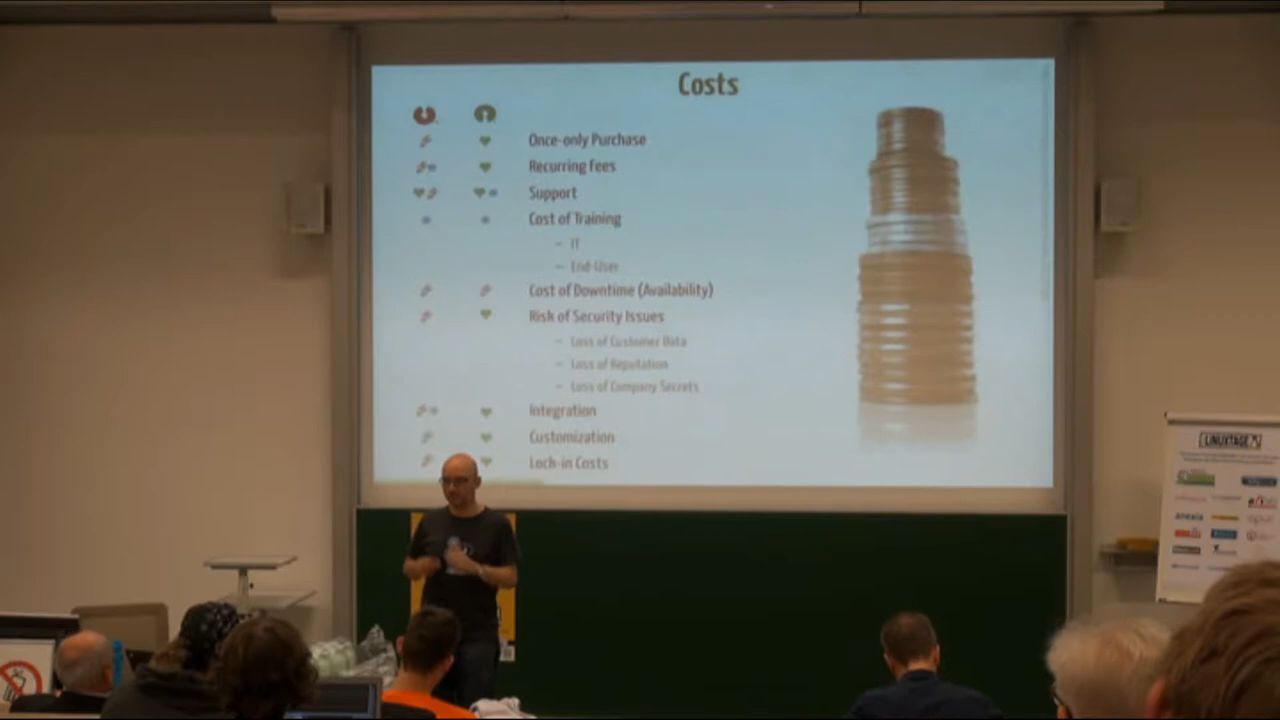 Costs
Once-only Purchase
Recurring Fees
Support
Cost of Training
– IT
– End-User
Cost of Downtime (Availability)
Risk of Security Issues
– Loss of Customer Data
– Loss of Reputation
– Loss of Company Secrets
Integration
Customization
Lock-in Costs
LINUXTAGE
anexia